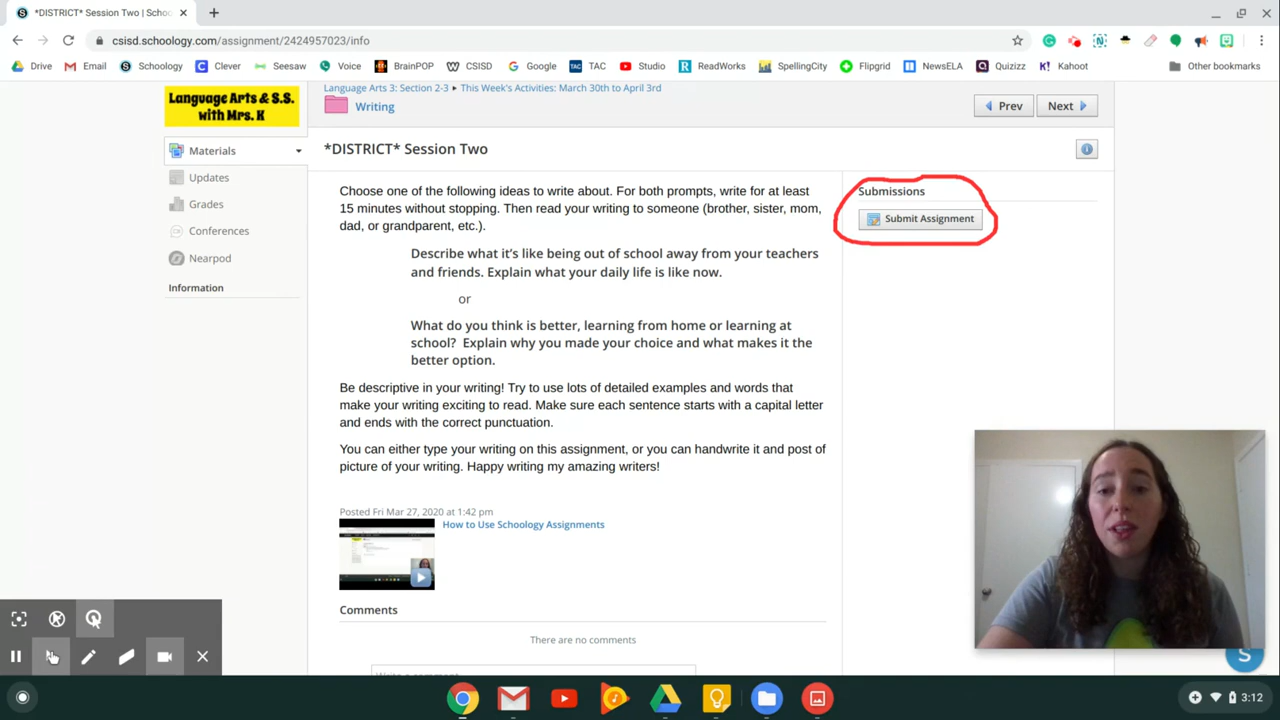 *DISTRICT* Session Two | Schoo
csisd.schoology.com/assignment/2424957023/info
Drive Email Schoology Clever Seesaw Voice BrainPOP CSISD Google TAC Studio ReadWorks SpellingCity Flipgrid NewsELA Quizizz Kahoot Other bookmarks
Language Arts & S.S.
with Mrs. K
Language Arts 3: Section 2-3 ▸ This Week's Activities: March 30th to April 3rd
Writing
Prev Next
Materials
Updates
Grades
Conferences
Nearpod
Information
*DISTRICT* Session Two
Choose one of the following ideas to write about. For both prompts, write for at least
15 minutes without stopping. Then read your writing to someone (brother, sister, mom,
dad, or grandparent, etc.).
Describe what it's like being out of school away from your teachers
and friends. Explain what your daily life is like now.
or
What do you think is better, learning from home or learning at
school? Explain why you made your choice and what makes it the
better option.
Be descriptive in your writing! Try to use lots of detailed examples and words that
make your writing exciting to read. Make sure each sentence starts with a capital letter
and ends with the correct punctuation.
You can either type your writing on this assignment, or you can handwrite it and post of
picture of your writing. Happy writing my amazing writers!
Posted Fri Mar 27, 2020 at 1:42 pm
How to Use Schoology Assignments
Comments
There are no comments
Write a comment
Submissions
Submit Assignment
3:12